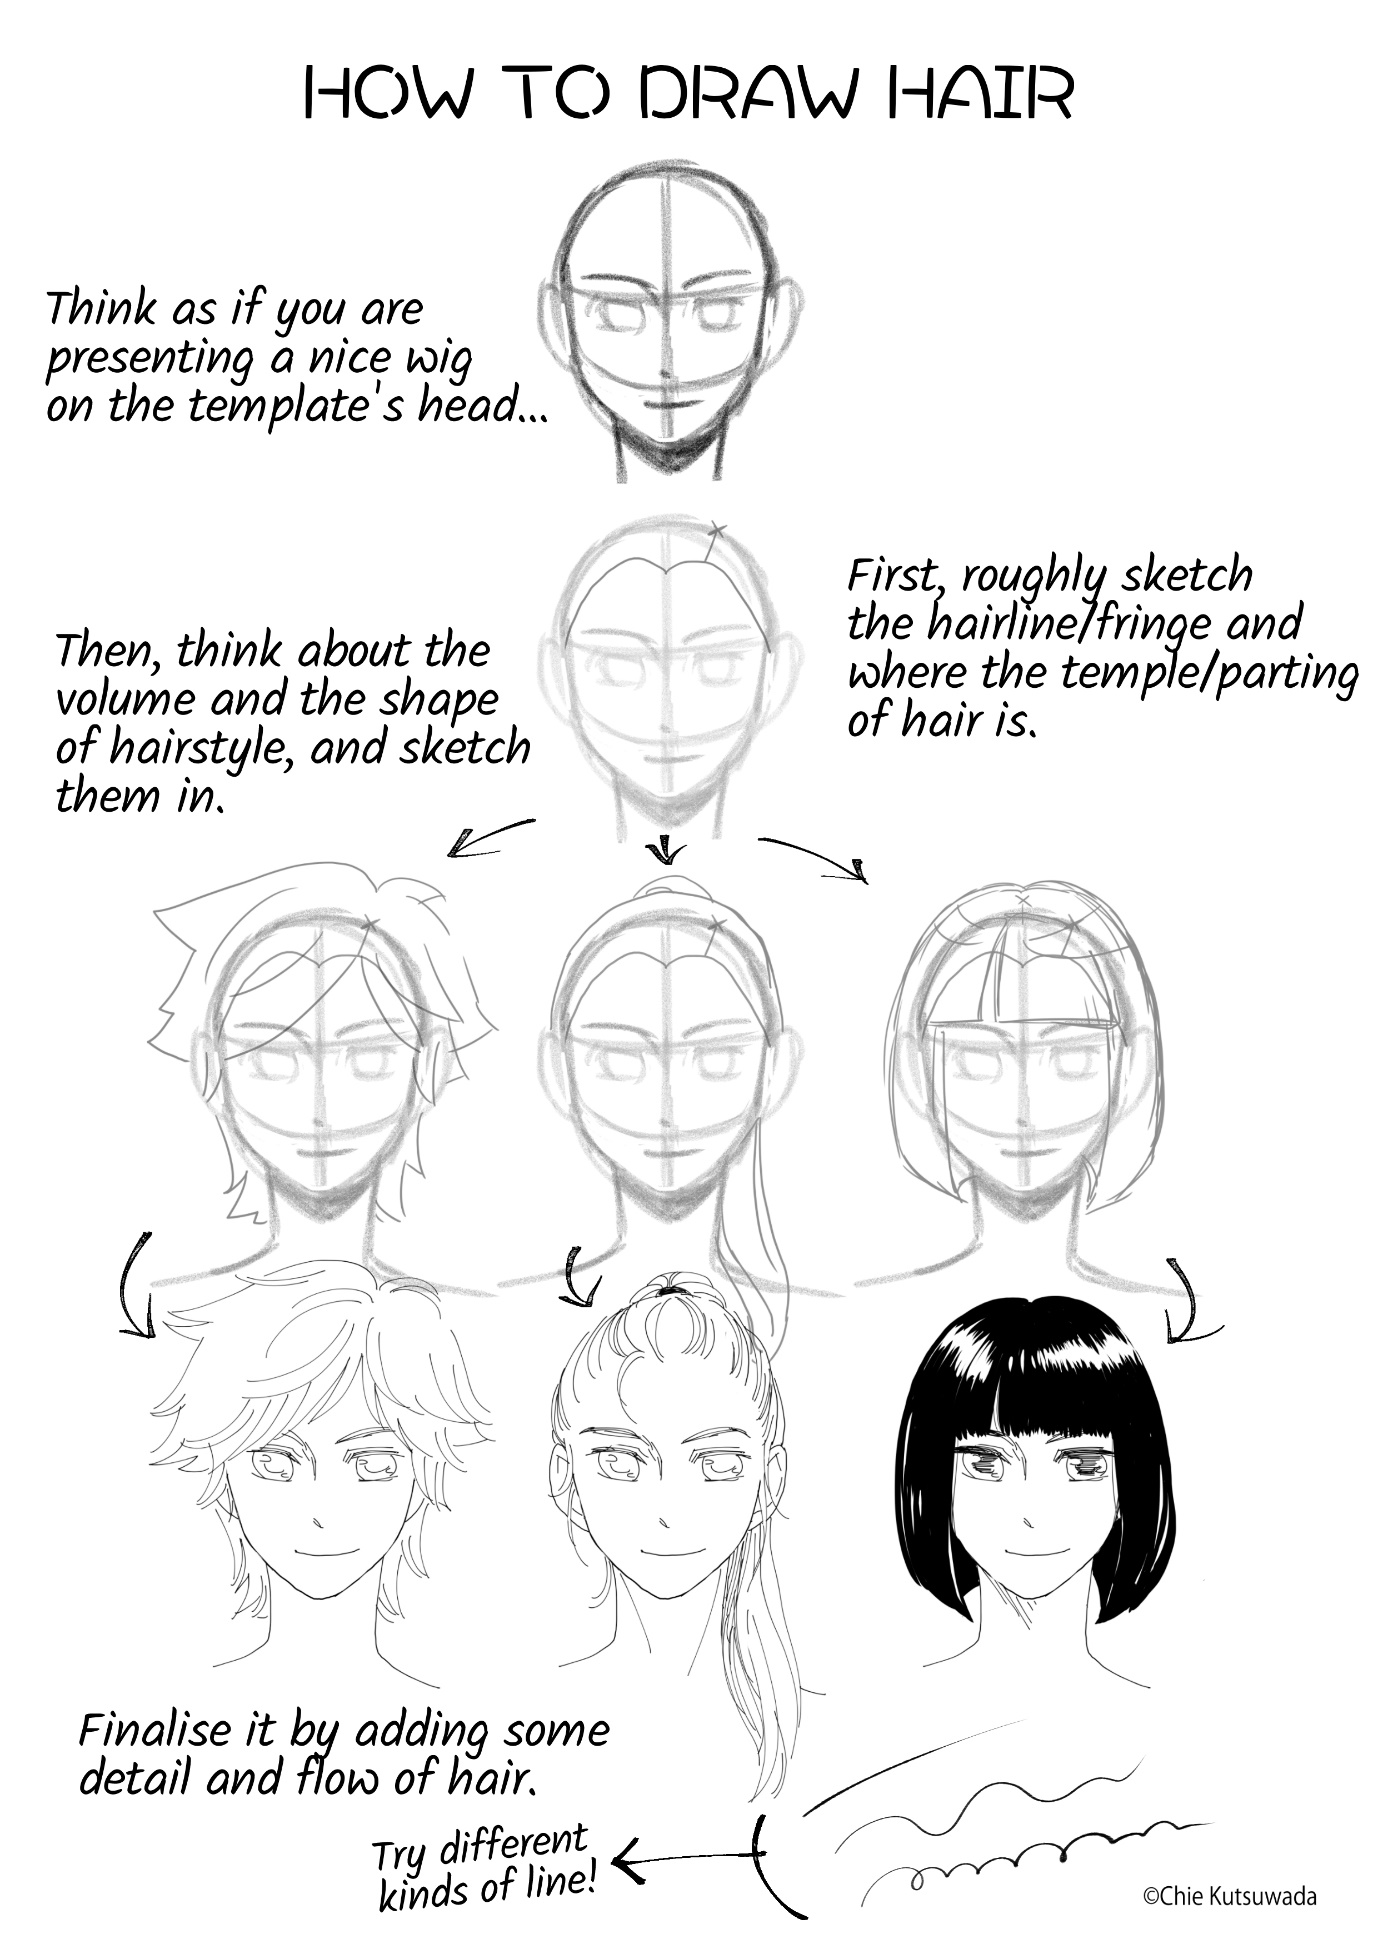 HOW TO DRAW HAIR
Think as if you are
presenting a nice wig
on the template's head...
First, roughly sketch
the hairline/fringe and
where the temple/parting
of hair is.
Then, think about the
volume and the shape
of hairstyle, and sketch
them in.
Finalise it by adding some
detail and flow of hair.
Try different
kinds of line!
©Chie Kutsuwada